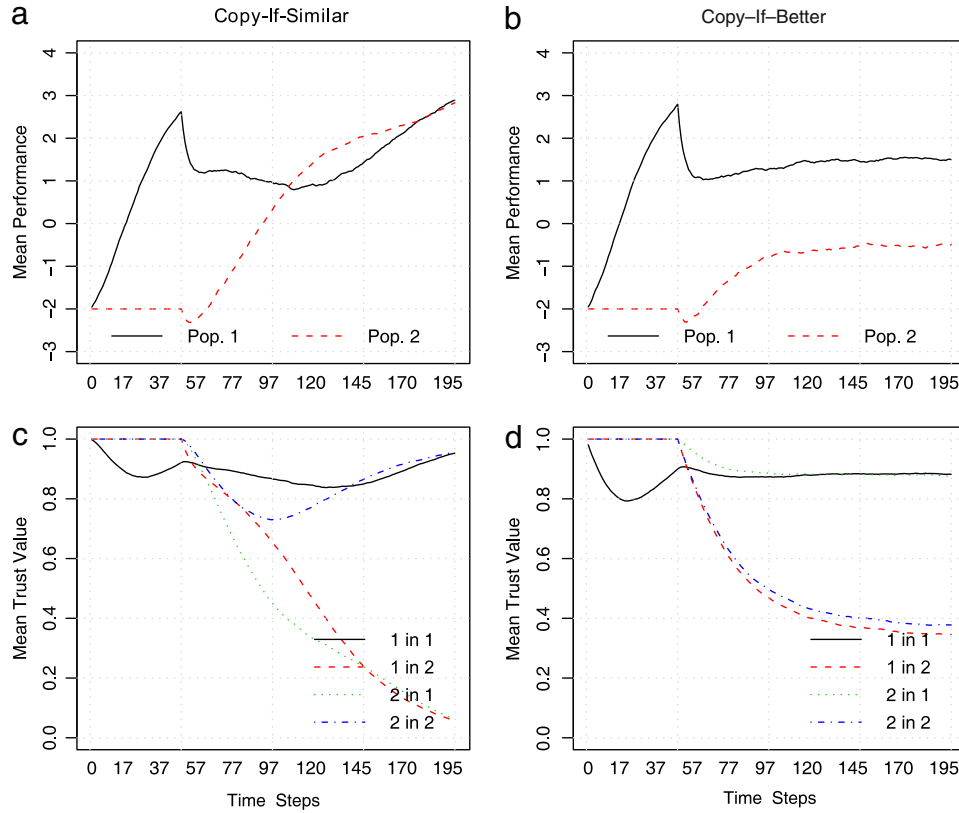 a
Copy-If-Similar
4
3
2
1
0
−1
−2
−3
Mean Performance
Pop. 1
Pop. 2
0 17 37 57 77 97 145 170 195
b
Copy–If–Better
4
3
2
1
0
−1
−2
−3
Mean Performance
Pop. 1
Pop. 2
0 17 37 57 77 97 145 170 195
c
1.0
0.8
0.6
0.4
0.2
0.0
Mean Trust Value
1 in 1
1 in 2
2 in 1
2 in 2
0 17 37 57 77 97 145 170 195
Time Steps
d
1.0
0.8
0.6
0.4
0.2
0.0
Mean Trust Value
1 in 1
1 in 2
2 in 1
2 in 2
0 17 37 57 77 97 145 170 195
Time Steps